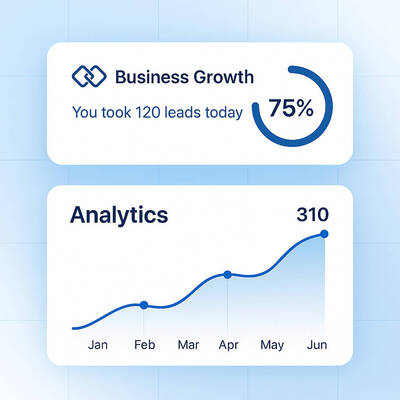 Business Growth
You took 120 leads today
75%
Analytics
310
Jan Feb Mar Apr May Jun